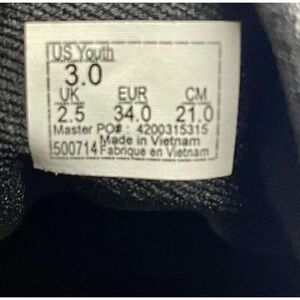 US Youth
3.0
UK EUR CM
2.5 34.0 21.0
Master PO# : 4200315315
Made in Vietnam
500714 Fabrique en Vietnam